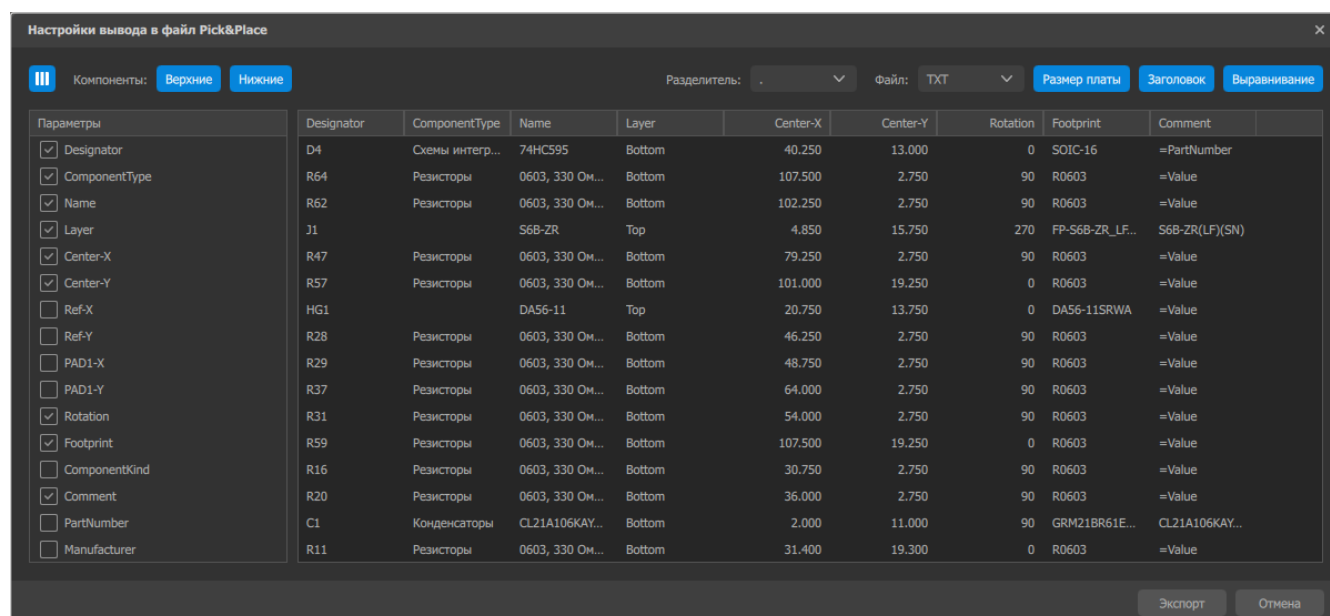 Настройки вывода в файл Pick&Place
Компоненты: Верхние Нижние Разделитель: . Файл: TXT Размер платы Заголовок Выравнивание
Параметры
Designator
ComponentType
Name
Layer
Center-X
Center-Y
Ref-X
Ref-Y
PAD1-X
PAD1-Y
Rotation
Footprint
ComponentKind
Comment
PartNumber
Manufacturer
Designator ComponentType Name Layer Center-X Center-Y Rotation Footprint Comment
D4 Схемы интегр... 74HC595 Bottom 40.250 13.000 0 SOIC-16 =PartNumber
R64 Резисторы 0603, 330 Ом... Bottom 107.500 2.750 90 R0603 =Value
R62 Резисторы 0603, 330 Ом... Bottom 102.250 2.750 90 R0603 =Value
J1 S6B-ZR Top 4.850 15.750 270 FP-S6B-ZR_LF... S6B-ZR(LF)(SN)
R47 Резисторы 0603, 330 Ом... Bottom 79.250 2.750 90 R0603 =Value
R57 Резисторы 0603, 330 Ом... Bottom 101.000 19.250 0 R0603 =Value
HG1 DA56-11 Top 20.750 13.750 0 DA56-11SRWA =Value
R28 Резисторы 0603, 330 Ом... Bottom 46.250 2.750 90 R0603 =Value
R29 Резисторы 0603, 330 Ом... Bottom 48.750 2.750 90 R0603 =Value
R37 Резисторы 0603, 330 Ом... Bottom 64.000 2.750 90 R0603 =Value
R31 Резисторы 0603, 330 Ом... Bottom 54.000 2.750 90 R0603 =Value
R59 Резисторы 0603, 330 Ом... Bottom 107.500 19.250 0 R0603 =Value
R16 Резисторы 0603, 330 Ом... Bottom 30.750 2.750 90 R0603 =Value
R20 Резисторы 0603, 330 Ом... Bottom 36.000 2.750 90 R0603 =Value
C1 Конденсаторы CL21A106KAY... Bottom 2.000 11.000 90 GRM21BR61E... CL21A106KAY...
R11 Резисторы 0603, 330 Ом... Bottom 31.400 19.300 0 R0603 =Value
Экспорт Отмена